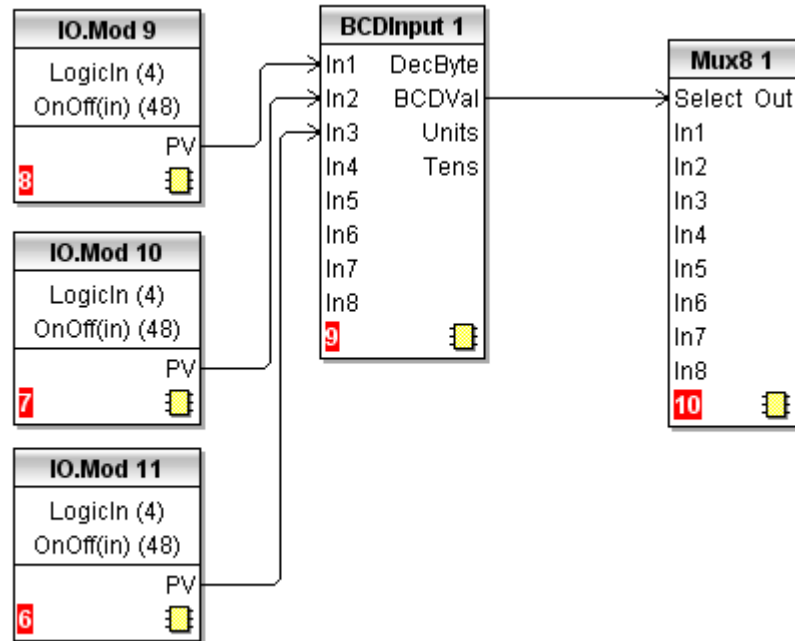 IO.Mod 9
LogicIn (4)
OnOff(in) (48)
PV
8
IO.Mod 10
LogicIn (4)
OnOff(in) (48)
PV
7
IO.Mod 11
LogicIn (4)
OnOff(in) (48)
PV
6
BCDInput 1
In1 DecByte
In2 BCDVal
In3 Units
In4 Tens
In5
In6
In7
In8
9
Mux8 1
Select Out
In1
In2
In3
In4
In5
In6
In7
In8
10